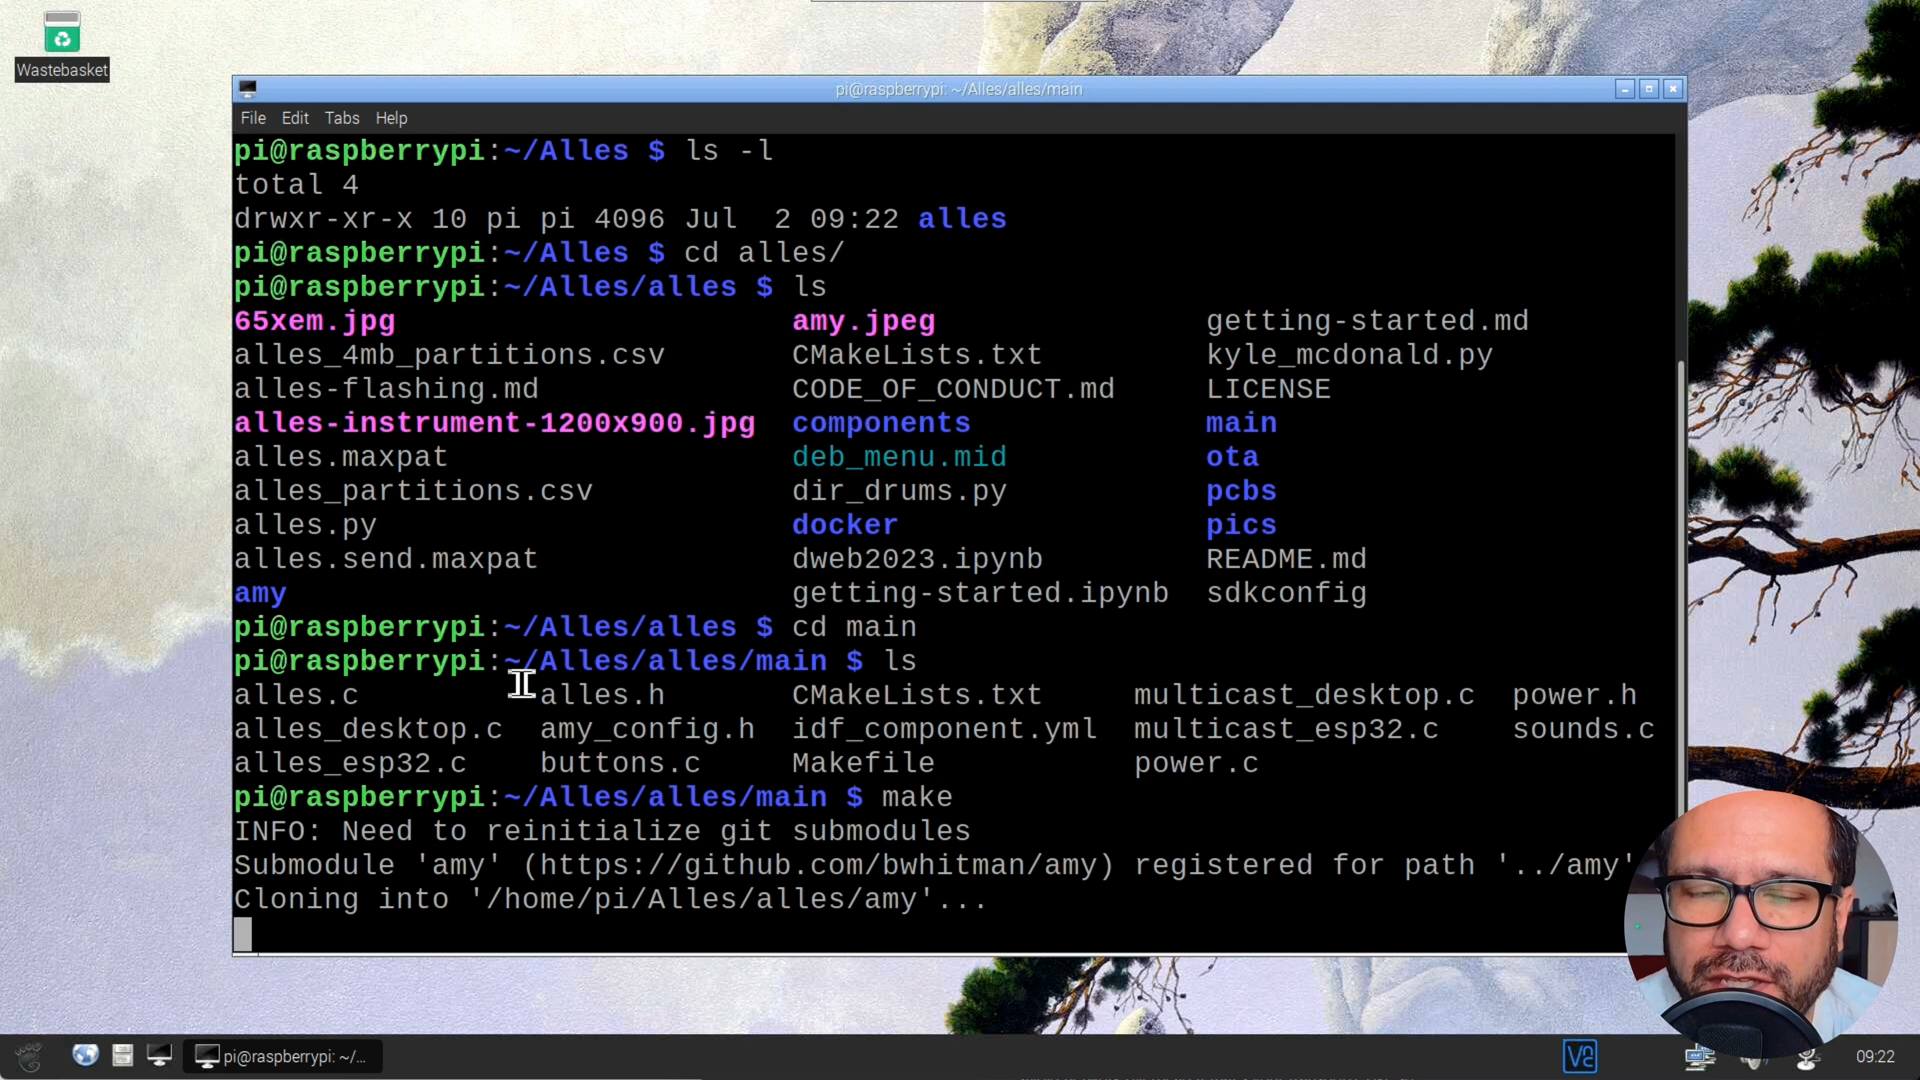 Wastebasket
pi@raspberrypi: ~/Alles/alles/main
File Edit Tabs Help
pi@raspberrypi:~/Alles $ ls -l
total 4
drwxr-xr-x 10 pi pi 4096 Jul  2 09:22 alles
pi@raspberrypi:~/Alles $ cd alles/
pi@raspberrypi:~/Alles/alles $ ls
65xem.jpg amy.jpeg getting-started.md
alles_4mb_partitions.csv CMakeLists.txt kyle_mcdonald.py
alles-flashing.md CODE_OF_CONDUCT.md LICENSE
alles-instrument-1200x900.jpg components main
alles.maxpat deb_menu.mid ota
alles_partitions.csv dir_drums.py pcbs
alles.py docker pics
alles.send.maxpat dweb2023.ipynb README.md
amy getting-started.ipynb sdkconfig
pi@raspberrypi:~/Alles/alles $ cd main
pi@raspberrypi:~/Alles/alles/main $ ls
alles.c alles.h CMakeLists.txt multicast_desktop.c power.h
alles_desktop.c amy_config.h idf_component.yml multicast_esp32.c sounds.c
alles_esp32.c buttons.c Makefile power.c
pi@raspberrypi:~/Alles/alles/main $ make
INFO: Need to reinitialize git submodules
Submodule 'amy' (https://github.com/bwhitman/amy) registered for path '../amy'
Cloning into '/home/pi/Alles/alles/amy'...
pi@raspberrypi: ~/...
09:22